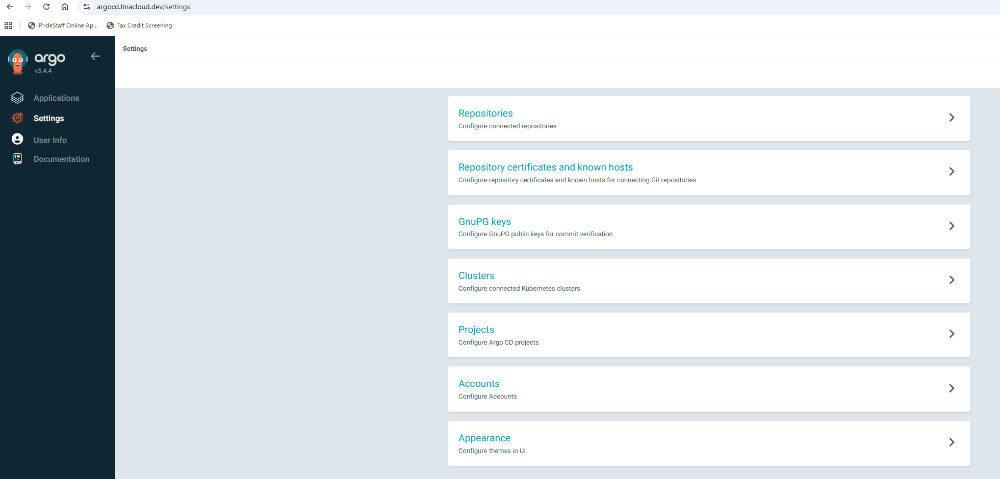 argocd.tinacloud.dev/settings
PrideStaff Online Ap...
Tax Credit Screening
argo
v3.4.4
Applications
Settings
User Info
Documentation
Settings
Repositories
Configure connected repositories
Repository certificates and known hosts
Configure repository certificates and known hosts for connecting Git repositories
GnuPG keys
Configure GnuPG public keys for commit verification
Clusters
Configure connected Kubernetes clusters
Projects
Configure Argo CD projects
Accounts
Configure Accounts
Appearance
Configure themes in UI